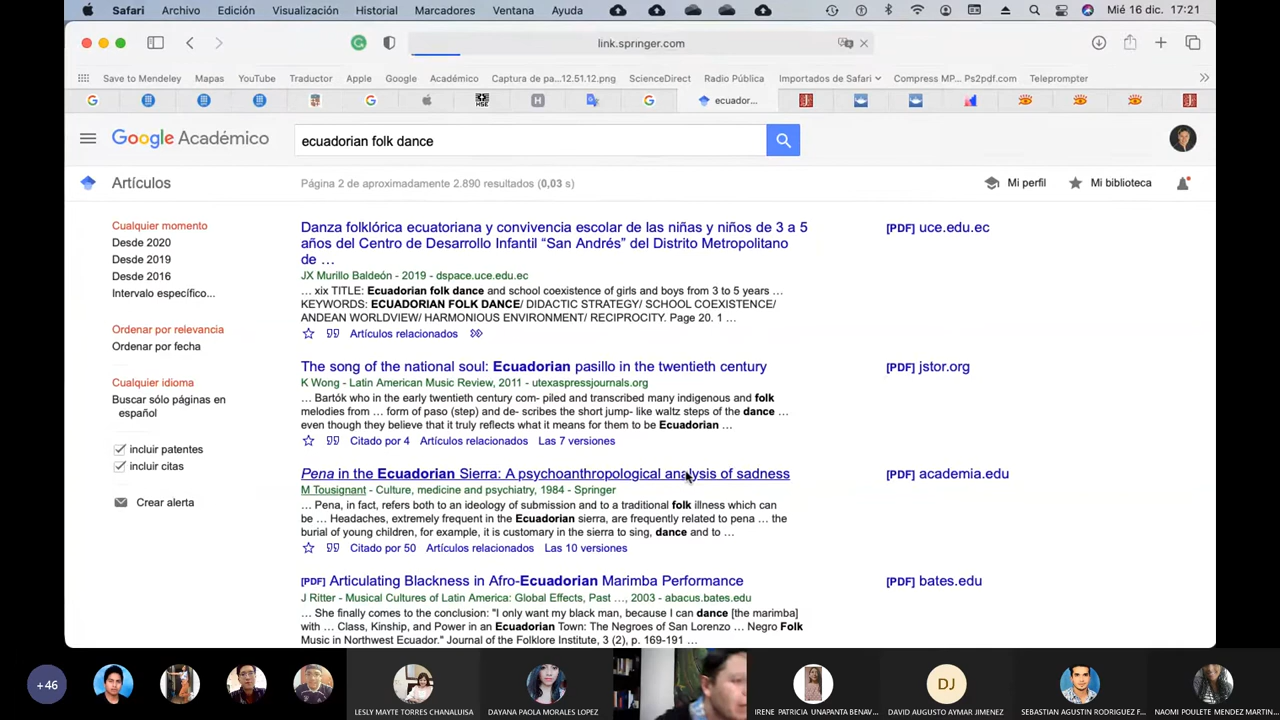 Safari Archivo Edición Visualización Historial Marcadores Ventana Ayuda Mié 16 dic. 17:21
link.springer.com
Save to Mendeley Mapas YouTube Traductor Apple Google Académico Captura de pa...12.51.12.png ScienceDirect Radio Pública Importados de Safari Compress MP... Ps2pdf.com Teleprompter
ecuador...
Google Académico ecuadorian folk dance
Artículos Página 2 de aproximadamente 2.890 resultados (0,03 s) Mi perfil Mi biblioteca
Cualquier momento
Desde 2020
Desde 2019
Desde 2016
Intervalo específico...
Ordenar por relevancia
Ordenar por fecha
Cualquier idioma
Buscar sólo páginas en
español
incluir patentes
incluir citas
Crear alerta
Danza folklórica ecuatoriana y convivencia escolar de las niñas y niños de 3 a 5
años del Centro de Desarrollo Infantil “San Andrés” del Distrito Metropolitano
de ...
JX Murillo Baldeón - 2019 - dspace.uce.edu.ec
... xix TITLE: Ecuadorian folk dance and school coexistence of girls and boys from 3 to 5 years ...
KEYWORDS: ECUADORIAN FOLK DANCE/ DIDACTIC STRATEGY/ SCHOOL COEXISTENCE/
ANDEAN WORLDVIEW/ HARMONIOUS ENVIRONMENT/ RECIPROCITY. Page 20. 1 ...
Artículos relacionados
[PDF] uce.edu.ec
The song of the national soul: Ecuadorian pasillo in the twentieth century
K Wong - Latin American Music Review, 2011 - utexaspressjournals.org
... Bartók who in the early twentieth century com- piled and transcribed many indigenous and folk
melodies from ... form of paso (step) and de- scribes the short jump- like waltz steps of the dance ...
even though they believe that it truly reflects what it means for them to be Ecuadorian ...
Citado por 4 Artículos relacionados Las 7 versiones
[PDF] jstor.org
Pena in the Ecuadorian Sierra: A psychoanthropological analysis of sadness
M Tousignant - Culture, medicine and psychiatry, 1984 - Springer
... Pena, in fact, refers both to an ideology of submission and to a traditional folk illness which can
be ... Headaches, extremely frequent in the Ecuadorian sierra, are frequently related to pena ... the
burial of young children, for example, it is customary in the sierra to sing, dance and to ...
Citado por 50 Artículos relacionados Las 10 versiones
[PDF] academia.edu
[PDF] Articulating Blackness in Afro-Ecuadorian Marimba Performance
J Ritter - Musical Cultures of Latin America: Global Effects, Past ..., 2003 - abacus.bates.edu
... She finally comes to the conclusion: "I only want my black man, because I can dance [the marimba]
with ... Class, Kinship, and Power in an Ecuadorian Town: The Negroes of San Lorenzo ... Negro Folk
Music in Northwest Ecuador." Journal of the Folklore Institute, 3 (2), p. 169-191 ...
[PDF] bates.edu
+46 DJ
LESLY MAYTE TORRES CHANALUISA DAYANA PAOLA MORALES LOPEZ IRENE PATRICIA UNAPANTA BENAV... DAVID AUGUSTO AYMAR JIMENEZ SEBASTIAN AGUSTIN RODRIGUEZ F... NAOMI POULETE MENDEZ MARTIN...